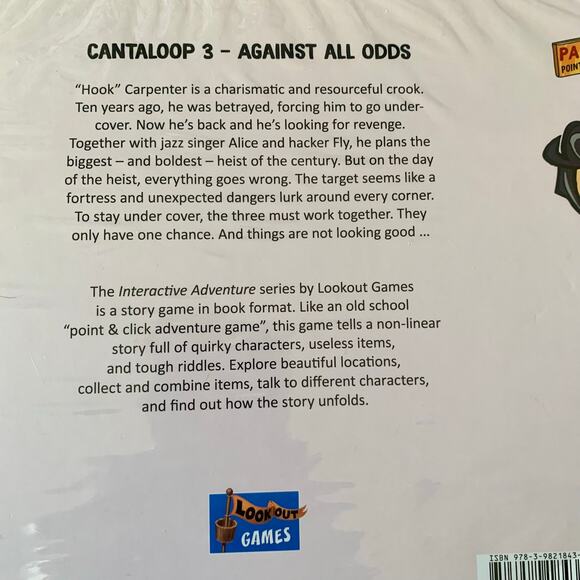 CANTALOOP 3 – AGAINST ALL ODDS
PA
POINT
“Hook” Carpenter is a charismatic and resourceful crook.
Ten years ago, he was betrayed, forcing him to go under-
cover. Now he’s back and he’s looking for revenge.
Together with jazz singer Alice and hacker Fly, he plans the
biggest – and boldest – heist of the century. But on the day
of the heist, everything goes wrong. The target seems like a
fortress and unexpected dangers lurk around every corner.
To stay under cover, the three must work together. They
only have one chance. And things are not looking good ...
The Interactive Adventure series by Lookout Games
is a story game in book format. Like an old school
“point & click adventure game”, this game tells a non-linear
story full of quirky characters, useless items,
and tough riddles. Explore beautiful locations,
collect and combine items, talk to different characters,
and find out how the story unfolds.
LOOKOUT
GAMES
ISBN 978-3-9821843-